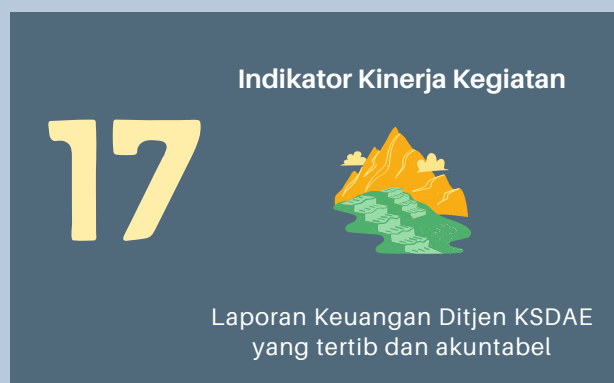 Indikator Kinerja Kegiatan
17
Laporan Keuangan Ditjen KSDAE
yang tertib dan akuntabel